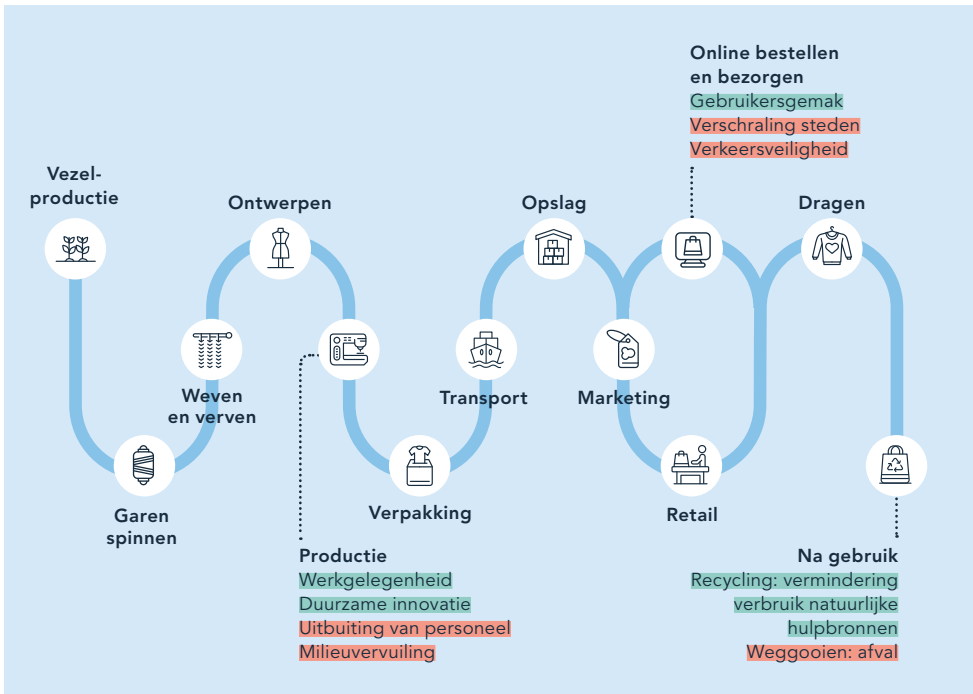 Online bestellen
en bezorgen
Gebruikersgemak
Verschraling steden
Verkeersveiligheid
Vezel-
productie
Ontwerpen
Opslag
Dragen
Weven
en verven
Transport
Marketing
Garen
spinnen
Verpakking
Retail
Productie
Werkgelegenheid
Duurzame innovatie
Uitbuiting van personeel
Milieuvervuiling
Na gebruik
Recycling: vermindering
verbruik natuurlijke
hulpbronnen
Weggooien: afval